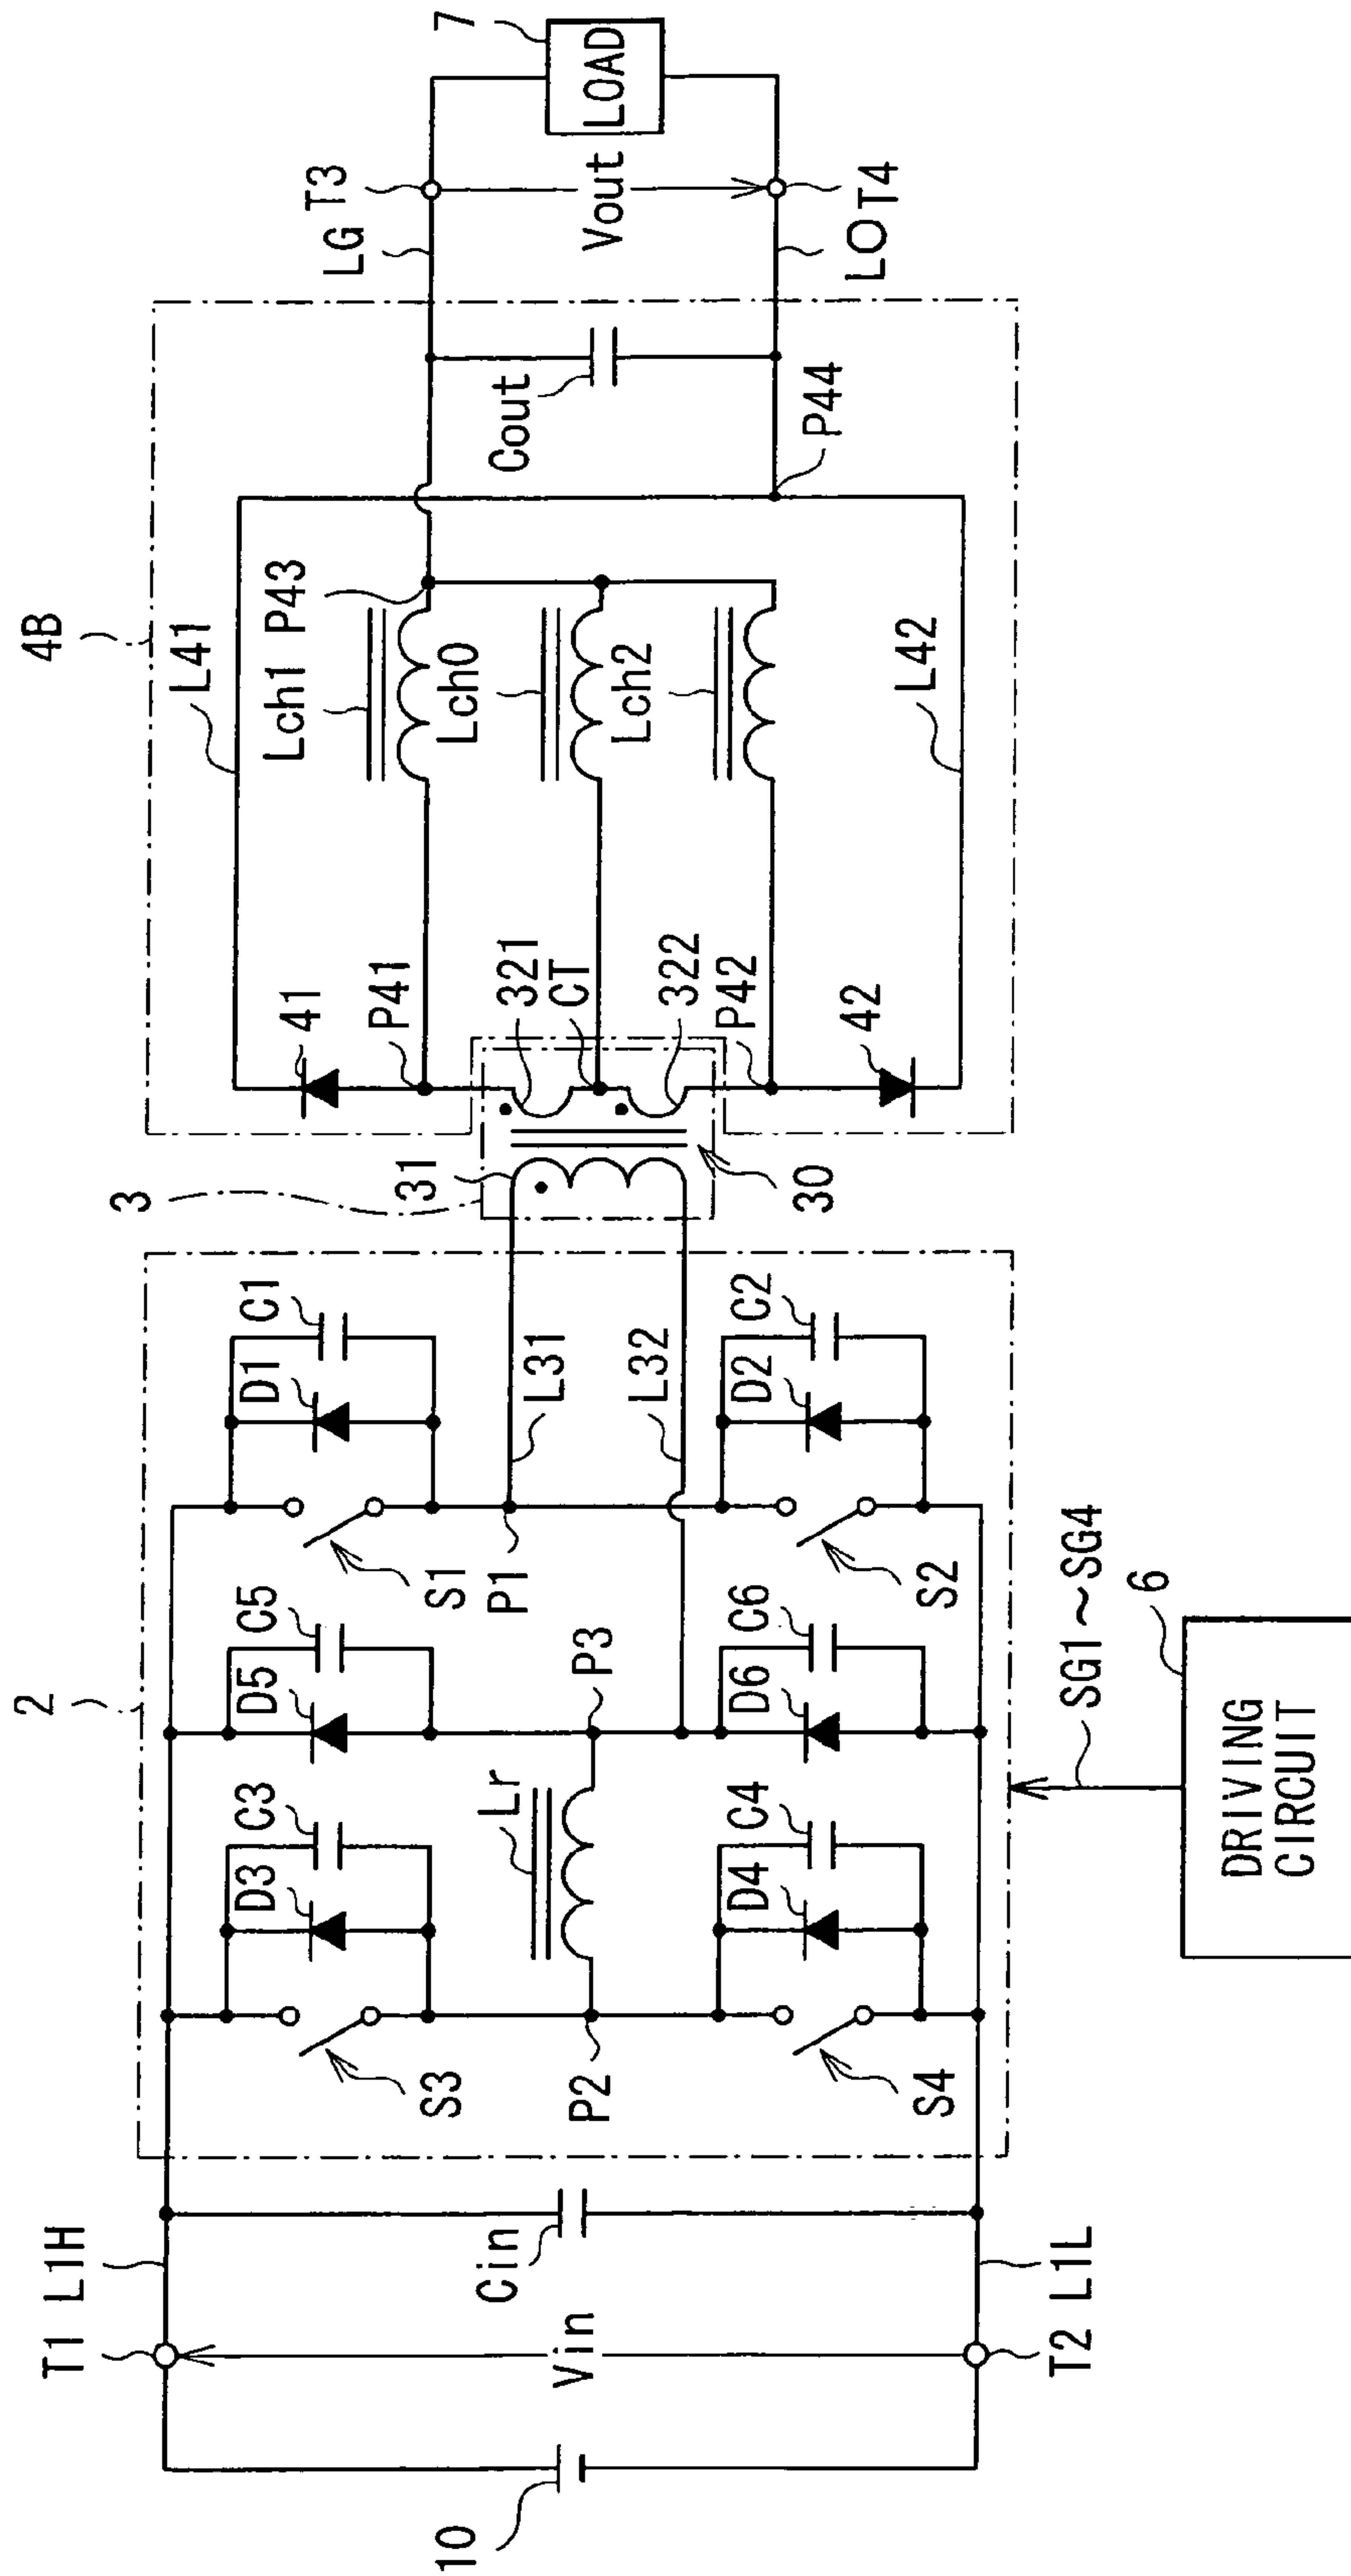 10
T1
L1H
Vin
Cin
T2
L1L
2
S3
D3
C3
P2
Lr
S4
D4
C4
D5
C5
P3
D6
C6
S1
D1
C1
P1
L31
L32
S2
D2
C2
SG1~SG4
6
DRIVING
CIRCUIT
3
31
30
4B
41
L41
P41
321
CT
322
P42
42
Lch1
P43
Lch0
Lch2
L42
Cout
P44
LG
T3
Vout
LO
T4
7
LOAD